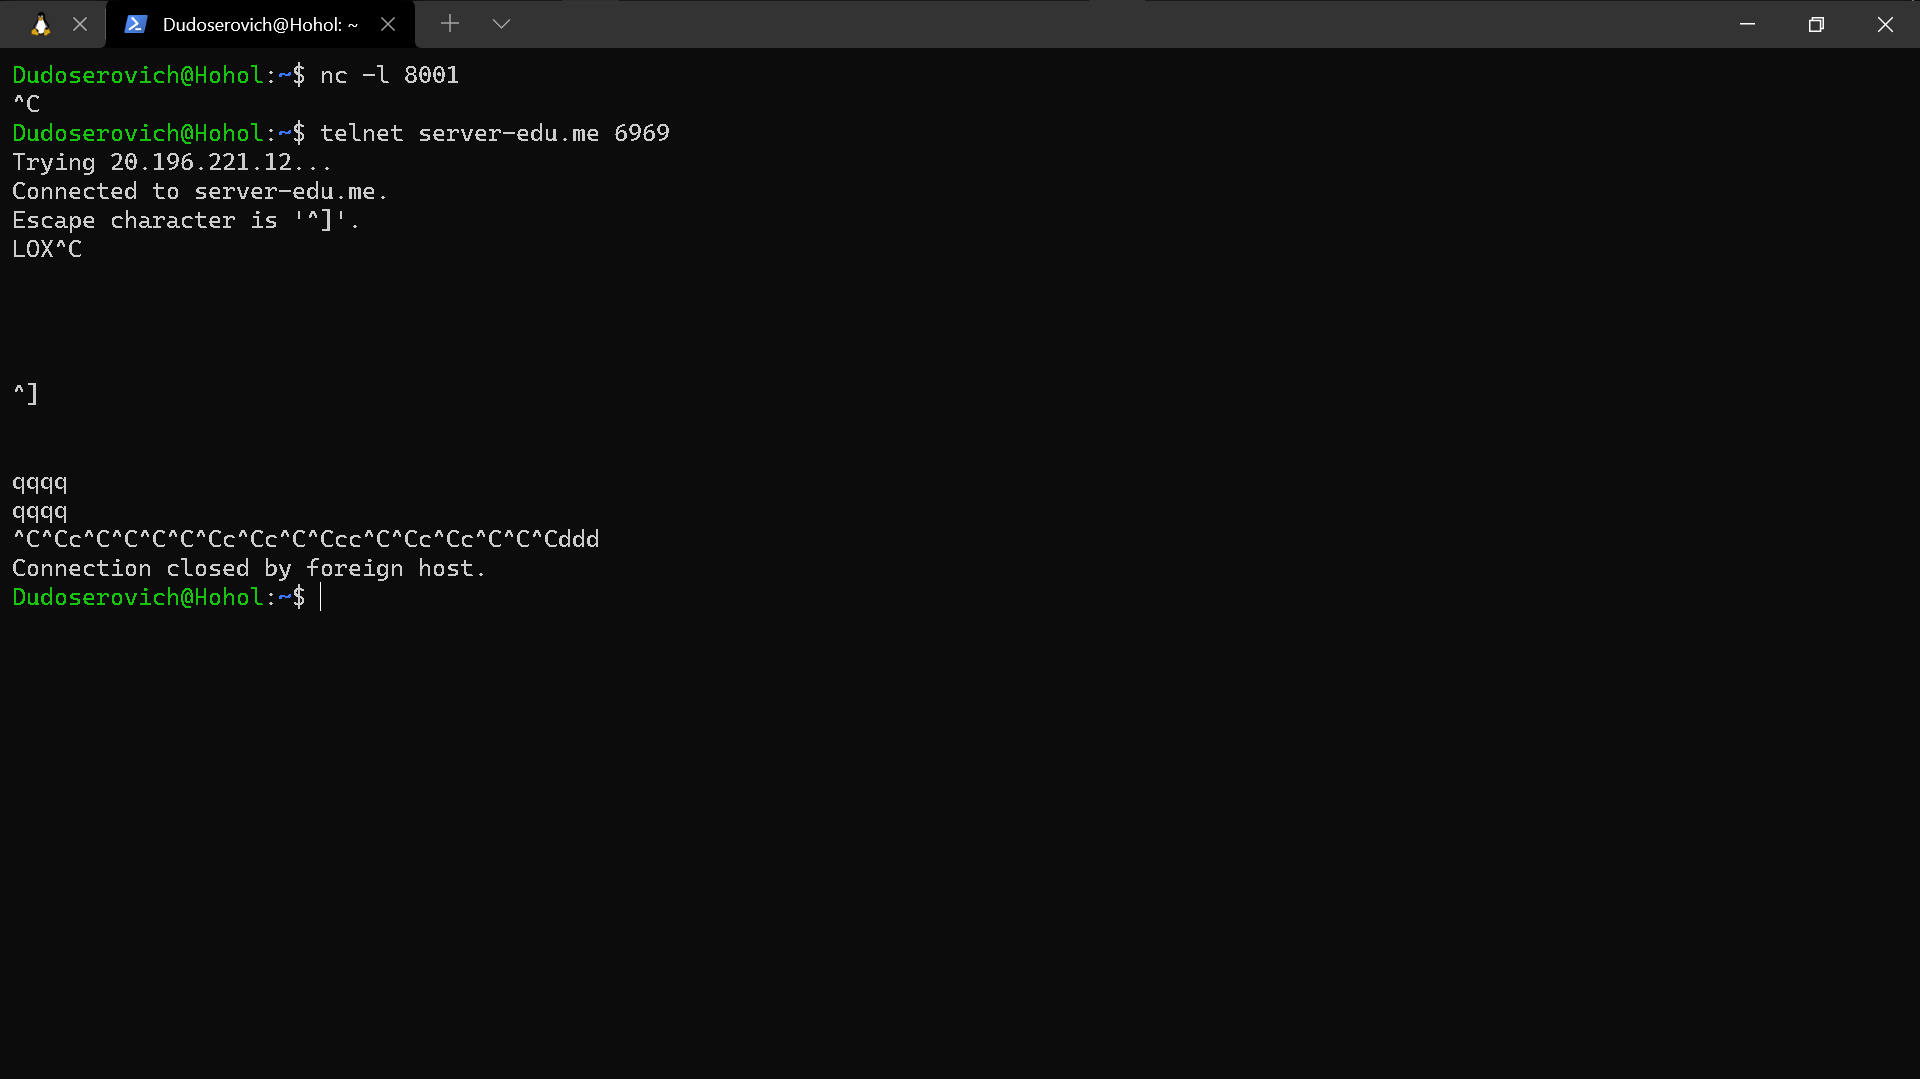 Dudoserovich@Hohol: ~
Dudoserovich@Hohol:~$ nc -l 8001
^C
Dudoserovich@Hohol:~$ telnet server-edu.me 6969
Trying 20.196.221.12...
Connected to server-edu.me.
Escape character is '^]'.
LOX^C
^]
qqqq
qqqq
^C^Cc^C^C^C^C^Cc^Cc^C^Ccc^C^Cc^Cc^C^C^Cddd
Connection closed by foreign host.
Dudoserovich@Hohol:~$